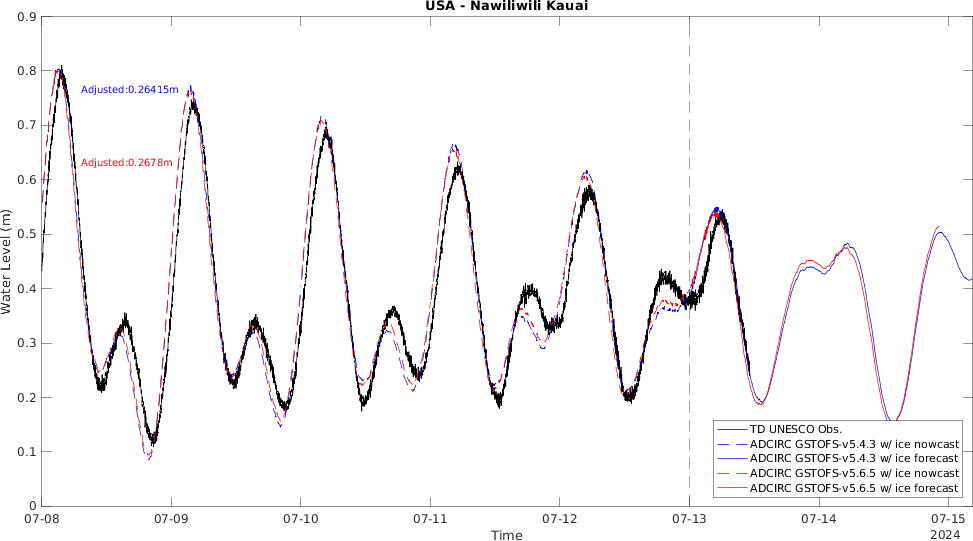 USA - Nawiliwili Kauai
0.9
0.8
0.7
0.6
0.5
0.4
0.3
0.2
0.1
0
Water Level (m)
Adjusted:0.26415m
Adjusted:0.2678m
TD UNESCO Obs.
ADCIRC GSTOFS-v5.4.3 w/ ice nowcast
ADCIRC GSTOFS-v5.4.3 w/ ice forecast
ADCIRC GSTOFS-v5.6.5 w/ ice nowcast
ADCIRC GSTOFS-v5.6.5 w/ ice forecast
07-08 07-09 07-10 07-11 07-12 07-13 07-14 07-15
Time
2024